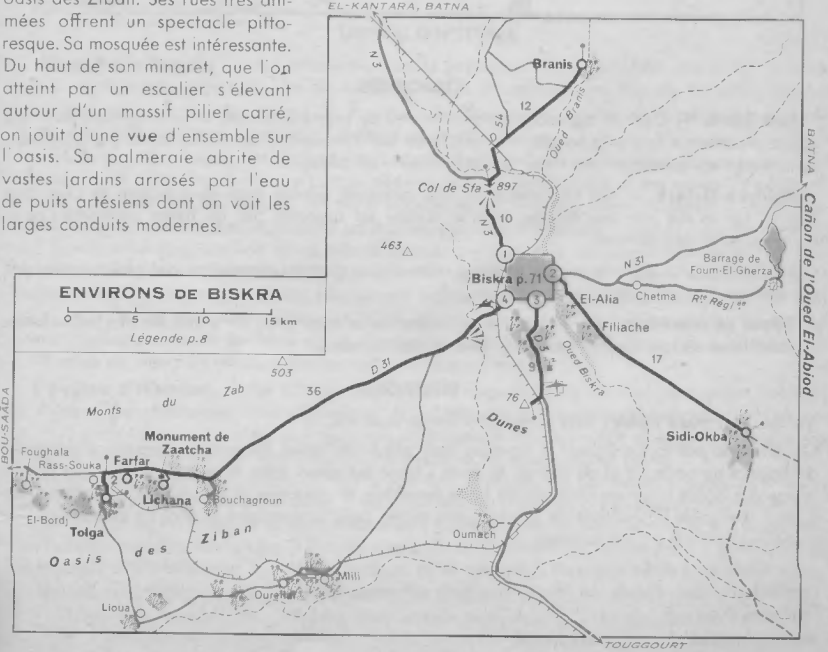 oasis des Ziban. Ses rues très ani-
mées offrent un spectacle pitto-
resque. Sa mosquée est intéressante.
Du haut de son minaret, que l'on
atteint par un escalier s'élevant
autour d'un massif pilier carré,
on jouit d'une vue d'ensemble sur
l'oasis. Sa palmeraie abrite de
vastes jardins arrosés par l'eau
de puits artésiens dont on voit les
larges conduits modernes.
EL-KANTARA, BATNA
N 3
Branis
12
D 54
Oued Branis
Col de Sfa
897
10
N 3
463
BATNA
Cañon de l'Oued El-Abiod
Barrage de
Foum-El-Gherza
N 31
Chetma
Rte Régle
1
Biskra p.71
2
4
3
El-Alia
Filiache
17
Oued Biskra
D 3
9
76
Dunes
Sidi-Okba
ENVIRONS DE BISKRA
0 5 10 15 km
Légende p.8
503
D 31
36
Monts du Zab
BOU-SAÂDA
Foughala
Rass-Souka
Farfar
2
Monument de
Zaatcha
Lichana
Bouchagroun
El-Bordj
Tolga
Oasis des Ziban
Oumach
Mlili
Ourellal
Lioua
TOUGGOURT